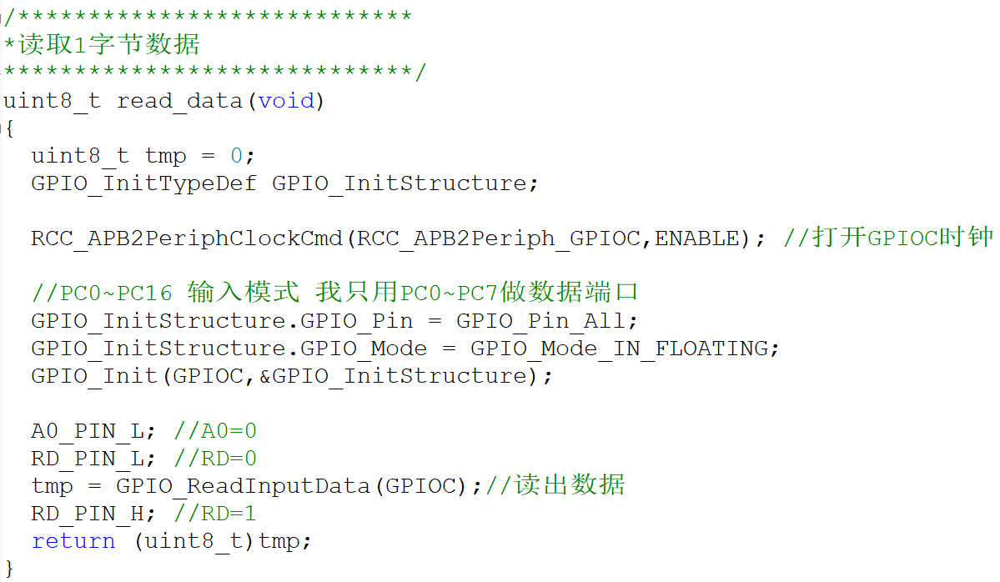 /****************************
*读取1字节数据
*****************************/
uint8_t read_data(void)
{
  uint8_t tmp = 0;
  GPIO_InitTypeDef GPIO_InitStructure;
  RCC_APB2PeriphClockCmd(RCC_APB2Periph_GPIOC,ENABLE); //打开GPIOC时钟
  //PC0~PC16 输入模式 我只用PC0~PC7做数据端口
  GPIO_InitStructure.GPIO_Pin = GPIO_Pin_All;
  GPIO_InitStructure.GPIO_Mode = GPIO_Mode_IN_FLOATING;
  GPIO_Init(GPIOC,&GPIO_InitStructure);
  A0_PIN_L; //A0=0
  RD_PIN_L; //RD=0
  tmp = GPIO_ReadInputData(GPIOC);//读出数据
  RD_PIN_H; //RD=1
  return (uint8_t)tmp;
}